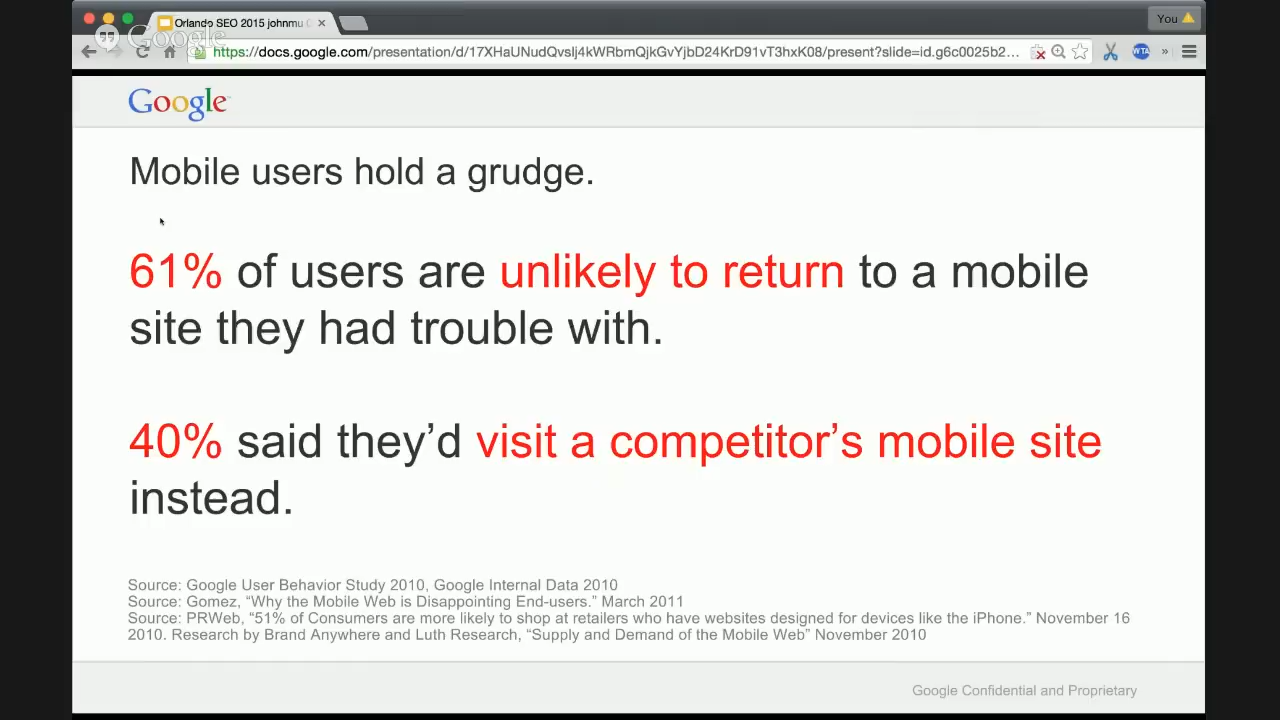 Orlando SEO 2015 johnmu
You
Google
https://docs.google.com/presentation/d/17XHaUNudQvsIj4kWRbmQjkGvYjbD24KrD91vT3hxK08/present?slide=id.g6c0025b2...
WTA
Google
Mobile users hold a grudge.
61% of users are unlikely to return to a mobile
site they had trouble with.
40% said they’d visit a competitor’s mobile site
instead.
Source: Google User Behavior Study 2010, Google Internal Data 2010
Source: Gomez, “Why the Mobile Web is Disappointing End-users.” March 2011
Source: PRWeb, “51% of Consumers are more likely to shop at retailers who have websites designed for devices like the iPhone.” November 16
2010. Research by Brand Anywhere and Luth Research, “Supply and Demand of the Mobile Web” November 2010
Google Confidential and Proprietary